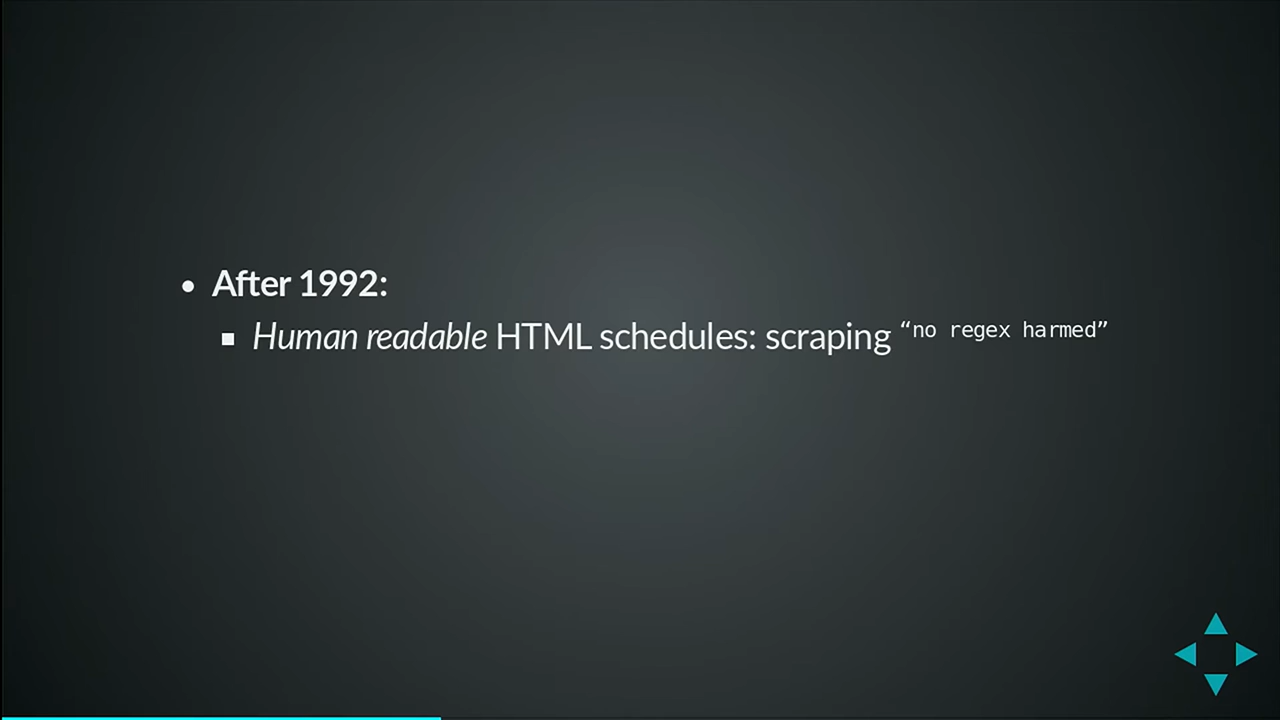 After 1992:
Human readable HTML schedules: scraping “no regex harmed”